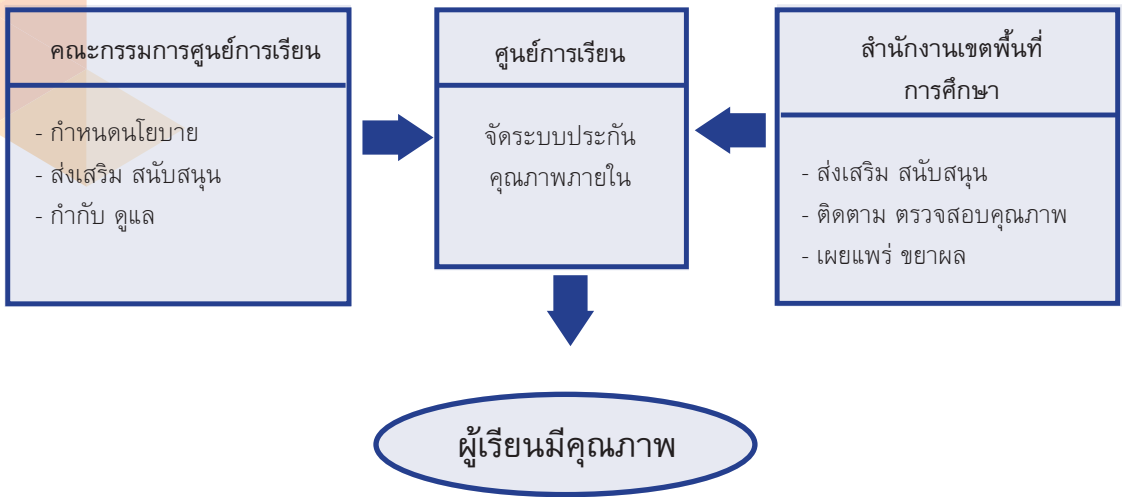 คณะกรรมการศูนย์การเรียน
- กำหนดนโยบาย
- ส่งเสริม สนับสนุน
- กำกับ ดูแล
ศูนย์การเรียน
จัดระบบประกัน
คุณภาพภายใน
สำนักงานเขตพื้นที่
การศึกษา
- ส่งเสริม สนับสนุน
- ติดตาม ตรวจสอบคุณภาพ
- เผยแพร่ ขยาผล
ผู้เรียนมีคุณภาพ